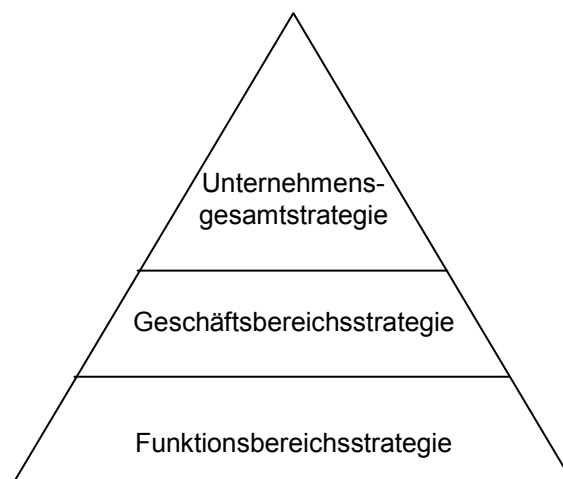 Unternehmens-
gesamtstrategie
Geschäftsbereichsstrategie
Funktionsbereichsstrategie